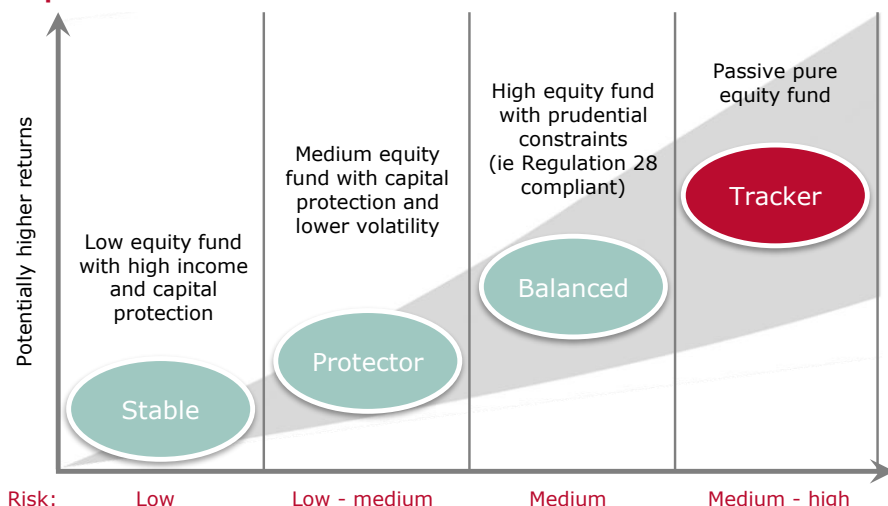 Potentially higher returns
Low equity fund
with high income
and capital
protection
Stable
Medium equity
fund with capital
protection and
lower volatility
Protector
High equity fund
with prudential
constraints
(ie Regulation 28
compliant)
Balanced
Passive pure
equity fund
Tracker
Risk: Low Low - medium Medium Medium - high